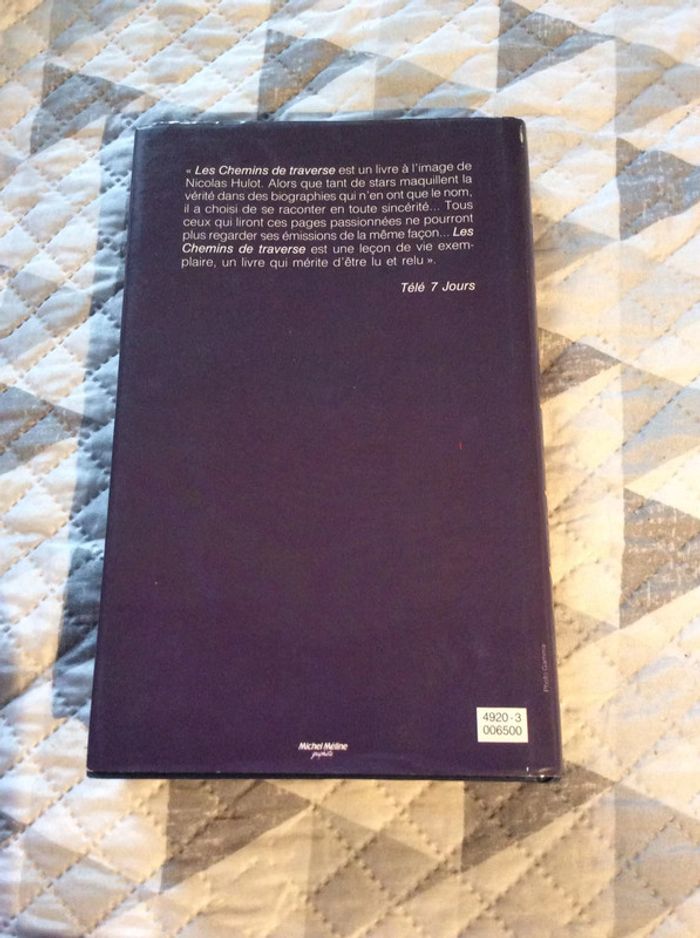 « Les Chemins de traverse est un livre à l'image de
Nicolas Hulot. Alors que tant de stars maquillent la
vérité dans des biographies qui n'en ont que le nom,
il a choisi de se raconter en toute sincérité... Tous
ceux qui liront ces pages passionnées ne pourront
plus regarder ses émissions de la même façon... Les
Chemins de traverse est une leçon de vie exem-
plaire, un livre qui mérite d'être lu et relu ».
Télé 7 Jours
Photo Gamma
4920-3
006500
Michel Méline